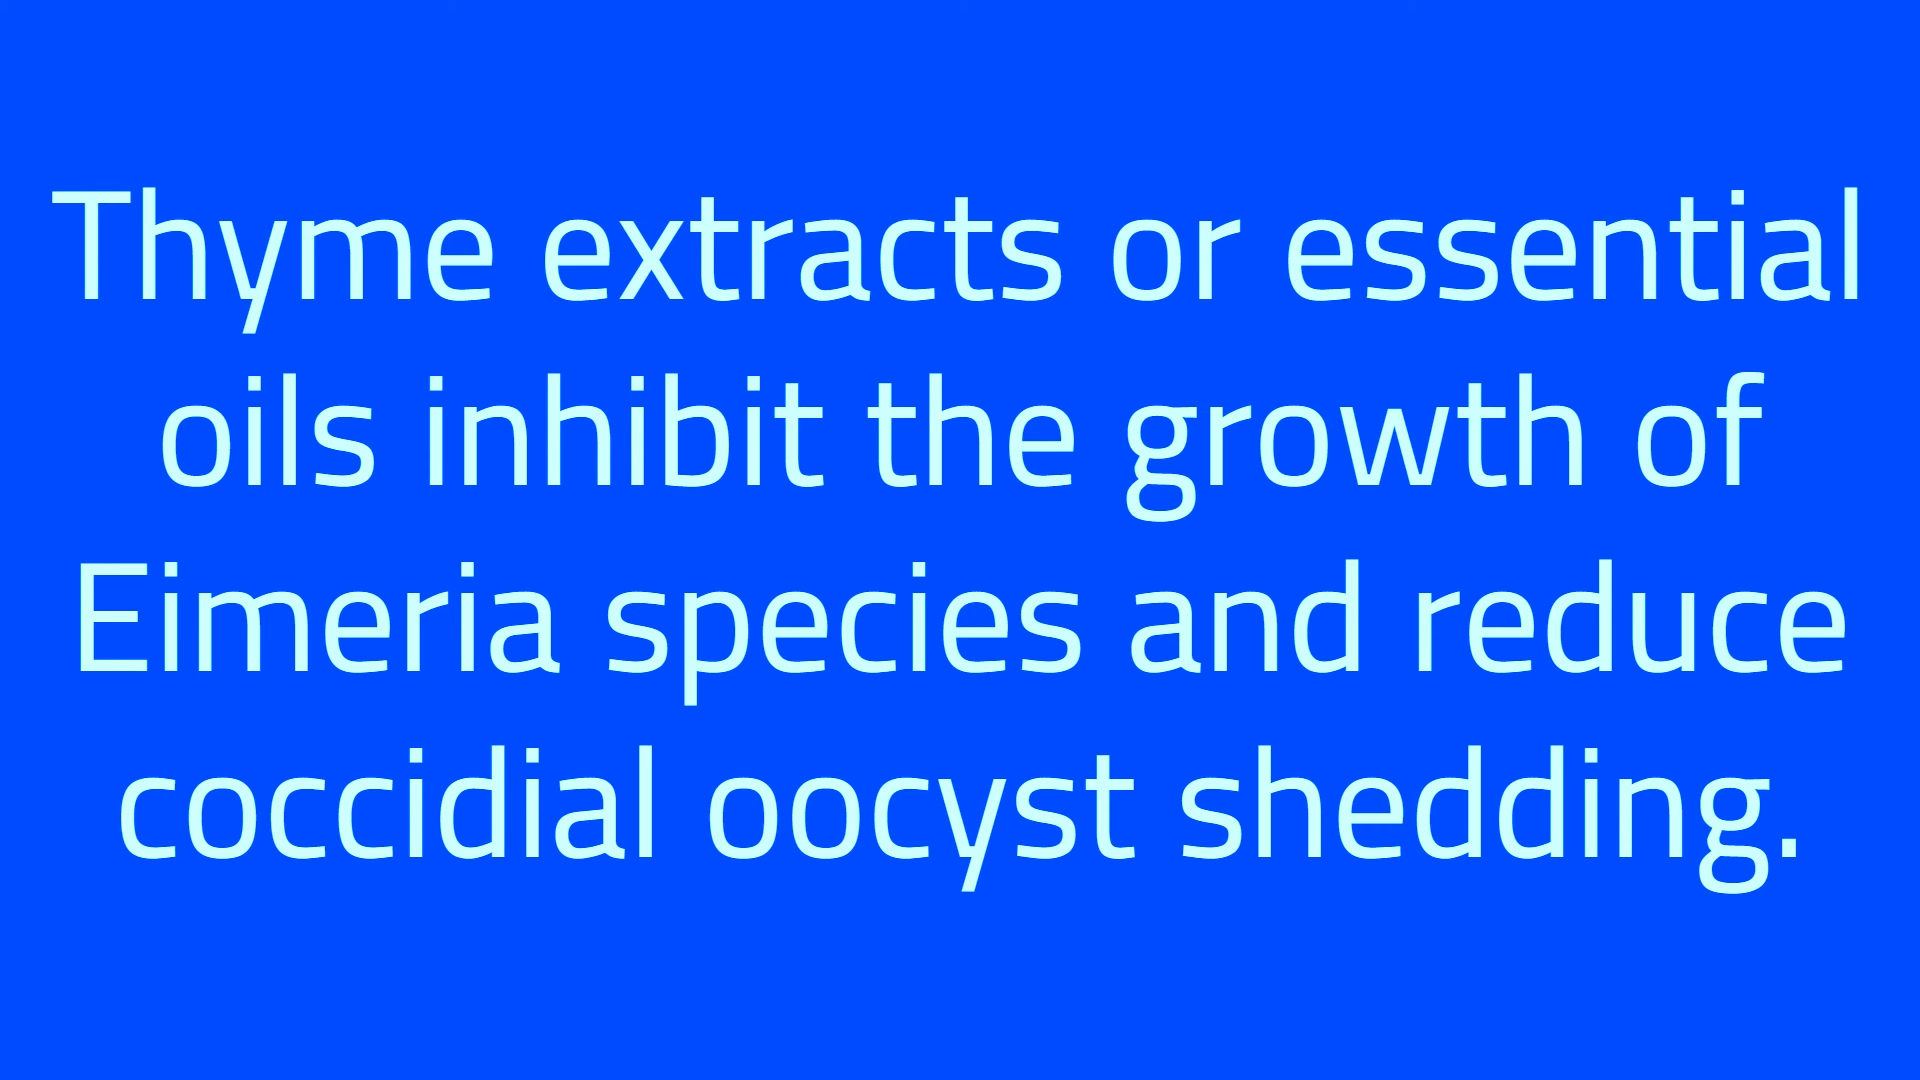 Thyme extracts or essential
oils inhibit the growth of
Eimeria species and reduce
coccidial oocyst shedding.